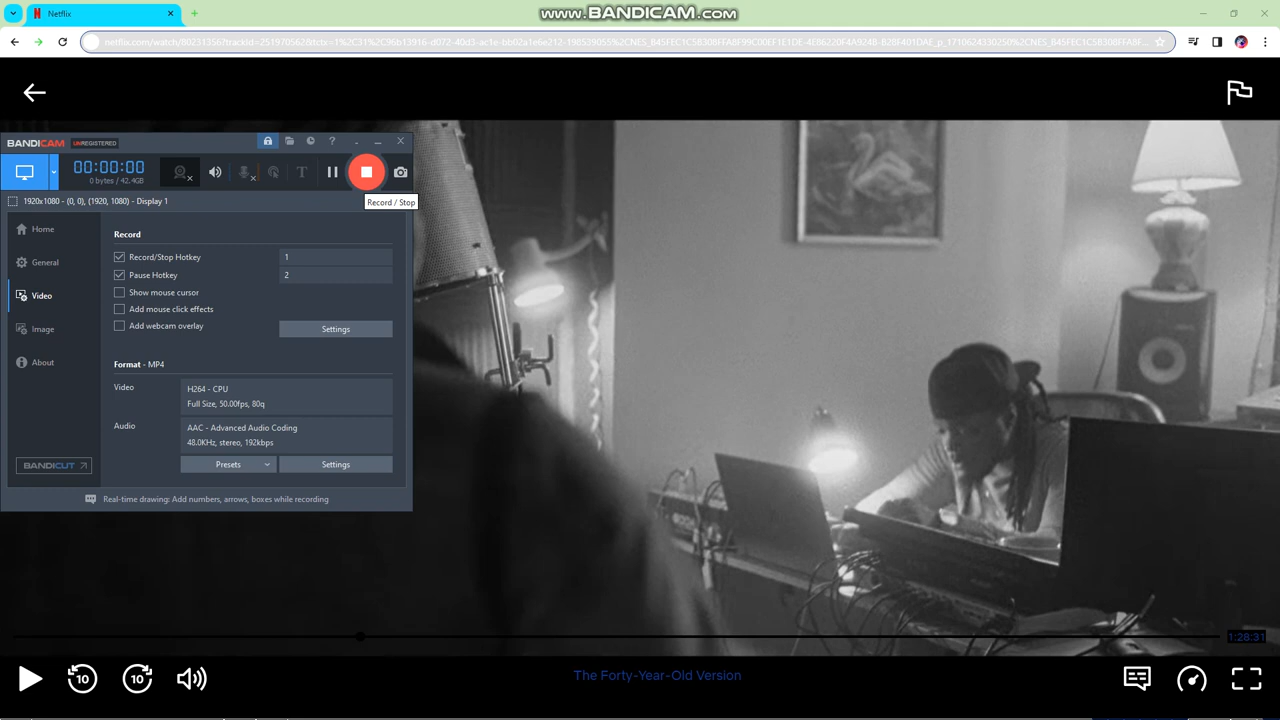 Netflix
www.BANDICAM.com
BANDICAM UNREGISTERED
00:00:00
0 bytes / 42.4GB
Record / Stop
1920x1080 - (0, 0), (1920, 1080) - Display 1
Home
General
Video
Image
About
BANDICUT
Record
Record/Stop Hotkey 1
Pause Hotkey 2
Show mouse cursor
Add mouse click effects
Add webcam overlay
Settings
Format - MP4
Video
H264 - CPU
Full Size, 50.00fps, 80q
Audio
AAC - Advanced Audio Coding
48.0KHz, stereo, 192kbps
Presets
Settings
Real-time drawing: Add numbers, arrows, boxes while recording
1:28:31
10
10
The Forty-Year-Old Version